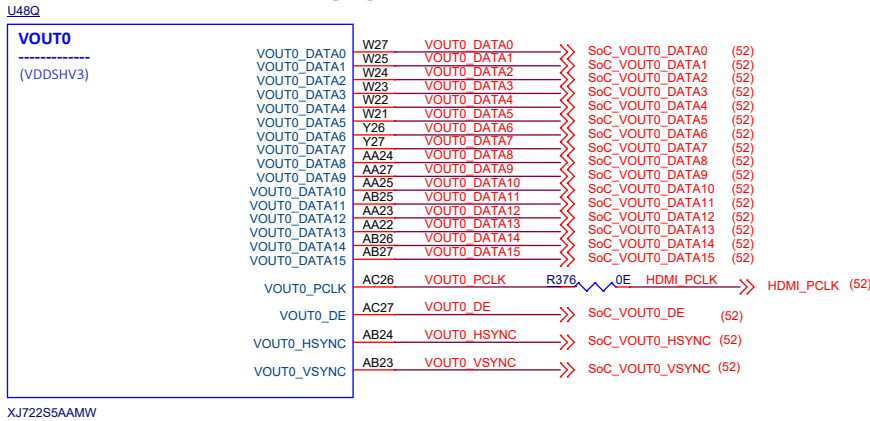 U48Q
VOUT0
-------------
(VDDSHV3)
VOUT0_DATA0 W27 VOUT0_DATA0 SoC_VOUT0_DATA0 (52)
VOUT0_DATA1 W25 VOUT0_DATA1 SoC_VOUT0_DATA1 (52)
VOUT0_DATA2 W24 VOUT0_DATA2 SoC_VOUT0_DATA2 (52)
VOUT0_DATA3 W23 VOUT0_DATA3 SoC_VOUT0_DATA3 (52)
VOUT0_DATA4 W22 VOUT0_DATA4 SoC_VOUT0_DATA4 (52)
VOUT0_DATA5 W21 VOUT0_DATA5 SoC_VOUT0_DATA5 (52)
VOUT0_DATA6 Y26 VOUT0_DATA6 SoC_VOUT0_DATA6 (52)
VOUT0_DATA7 Y27 VOUT0_DATA7 SoC_VOUT0_DATA7 (52)
VOUT0_DATA8 AA24 VOUT0_DATA8 SoC_VOUT0_DATA8 (52)
VOUT0_DATA9 AA27 VOUT0_DATA9 SoC_VOUT0_DATA9 (52)
VOUT0_DATA10 AA25 VOUT0_DATA10 SoC_VOUT0_DATA10 (52)
VOUT0_DATA11 AB25 VOUT0_DATA11 SoC_VOUT0_DATA11 (52)
VOUT0_DATA12 AA23 VOUT0_DATA12 SoC_VOUT0_DATA12 (52)
VOUT0_DATA13 AA22 VOUT0_DATA13 SoC_VOUT0_DATA13 (52)
VOUT0_DATA14 AB26 VOUT0_DATA14 SoC_VOUT0_DATA14 (52)
VOUT0_DATA15 AB27 VOUT0_DATA15 SoC_VOUT0_DATA15 (52)
VOUT0_PCLK AC26 VOUT0_PCLK R376 0E HDMI_PCLK HDMI_PCLK (52)
VOUT0_DE AC27 VOUT0_DE SoC_VOUT0_DE (52)
VOUT0_HSYNC AB24 VOUT0_HSYNC SoC_VOUT0_HSYNC (52)
VOUT0_VSYNC AB23 VOUT0_VSYNC SoC_VOUT0_VSYNC (52)
XJ722S5AAMW